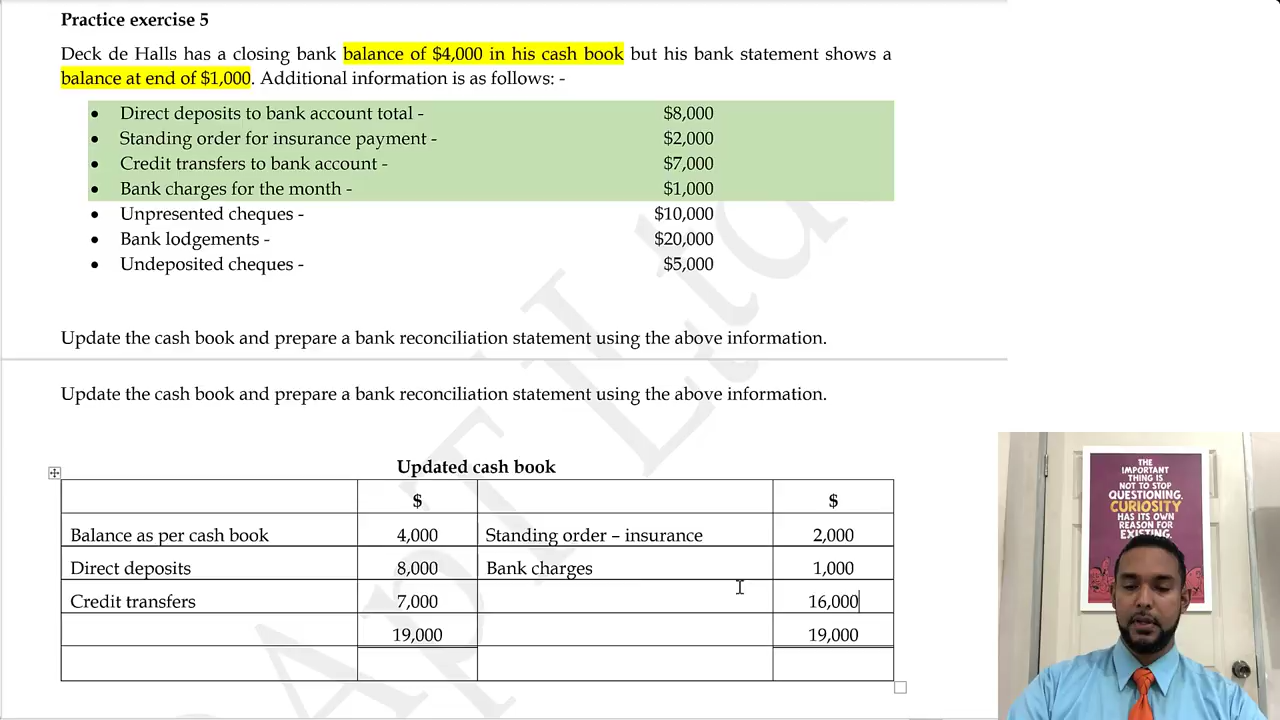 Practice exercise 5
Deck de Halls has a closing bank balance of $4,000 in his cash book but his bank statement shows a
balance at end of $1,000. Additional information is as follows: -
• Direct deposits to bank account total - $8,000
• Standing order for insurance payment - $2,000
• Credit transfers to bank account - $7,000
• Bank charges for the month - $1,000
• Unpresented cheques - $10,000
• Bank lodgements - $20,000
• Undeposited cheques - $5,000
Update the cash book and prepare a bank reconciliation statement using the above information.
Update the cash book and prepare a bank reconciliation statement using the above information.
Updated cash book
$ $
Balance as per cash book 4,000 Standing order – insurance 2,000
Direct deposits 8,000 Bank charges 1,000
Credit transfers 7,000 16,000
19,000 19,000
THE
IMPORTANT
THING IS
NOT TO STOP
QUESTIONING.
CURIOSITY
HAS ITS OWN
REASON FOR
EXISTING.